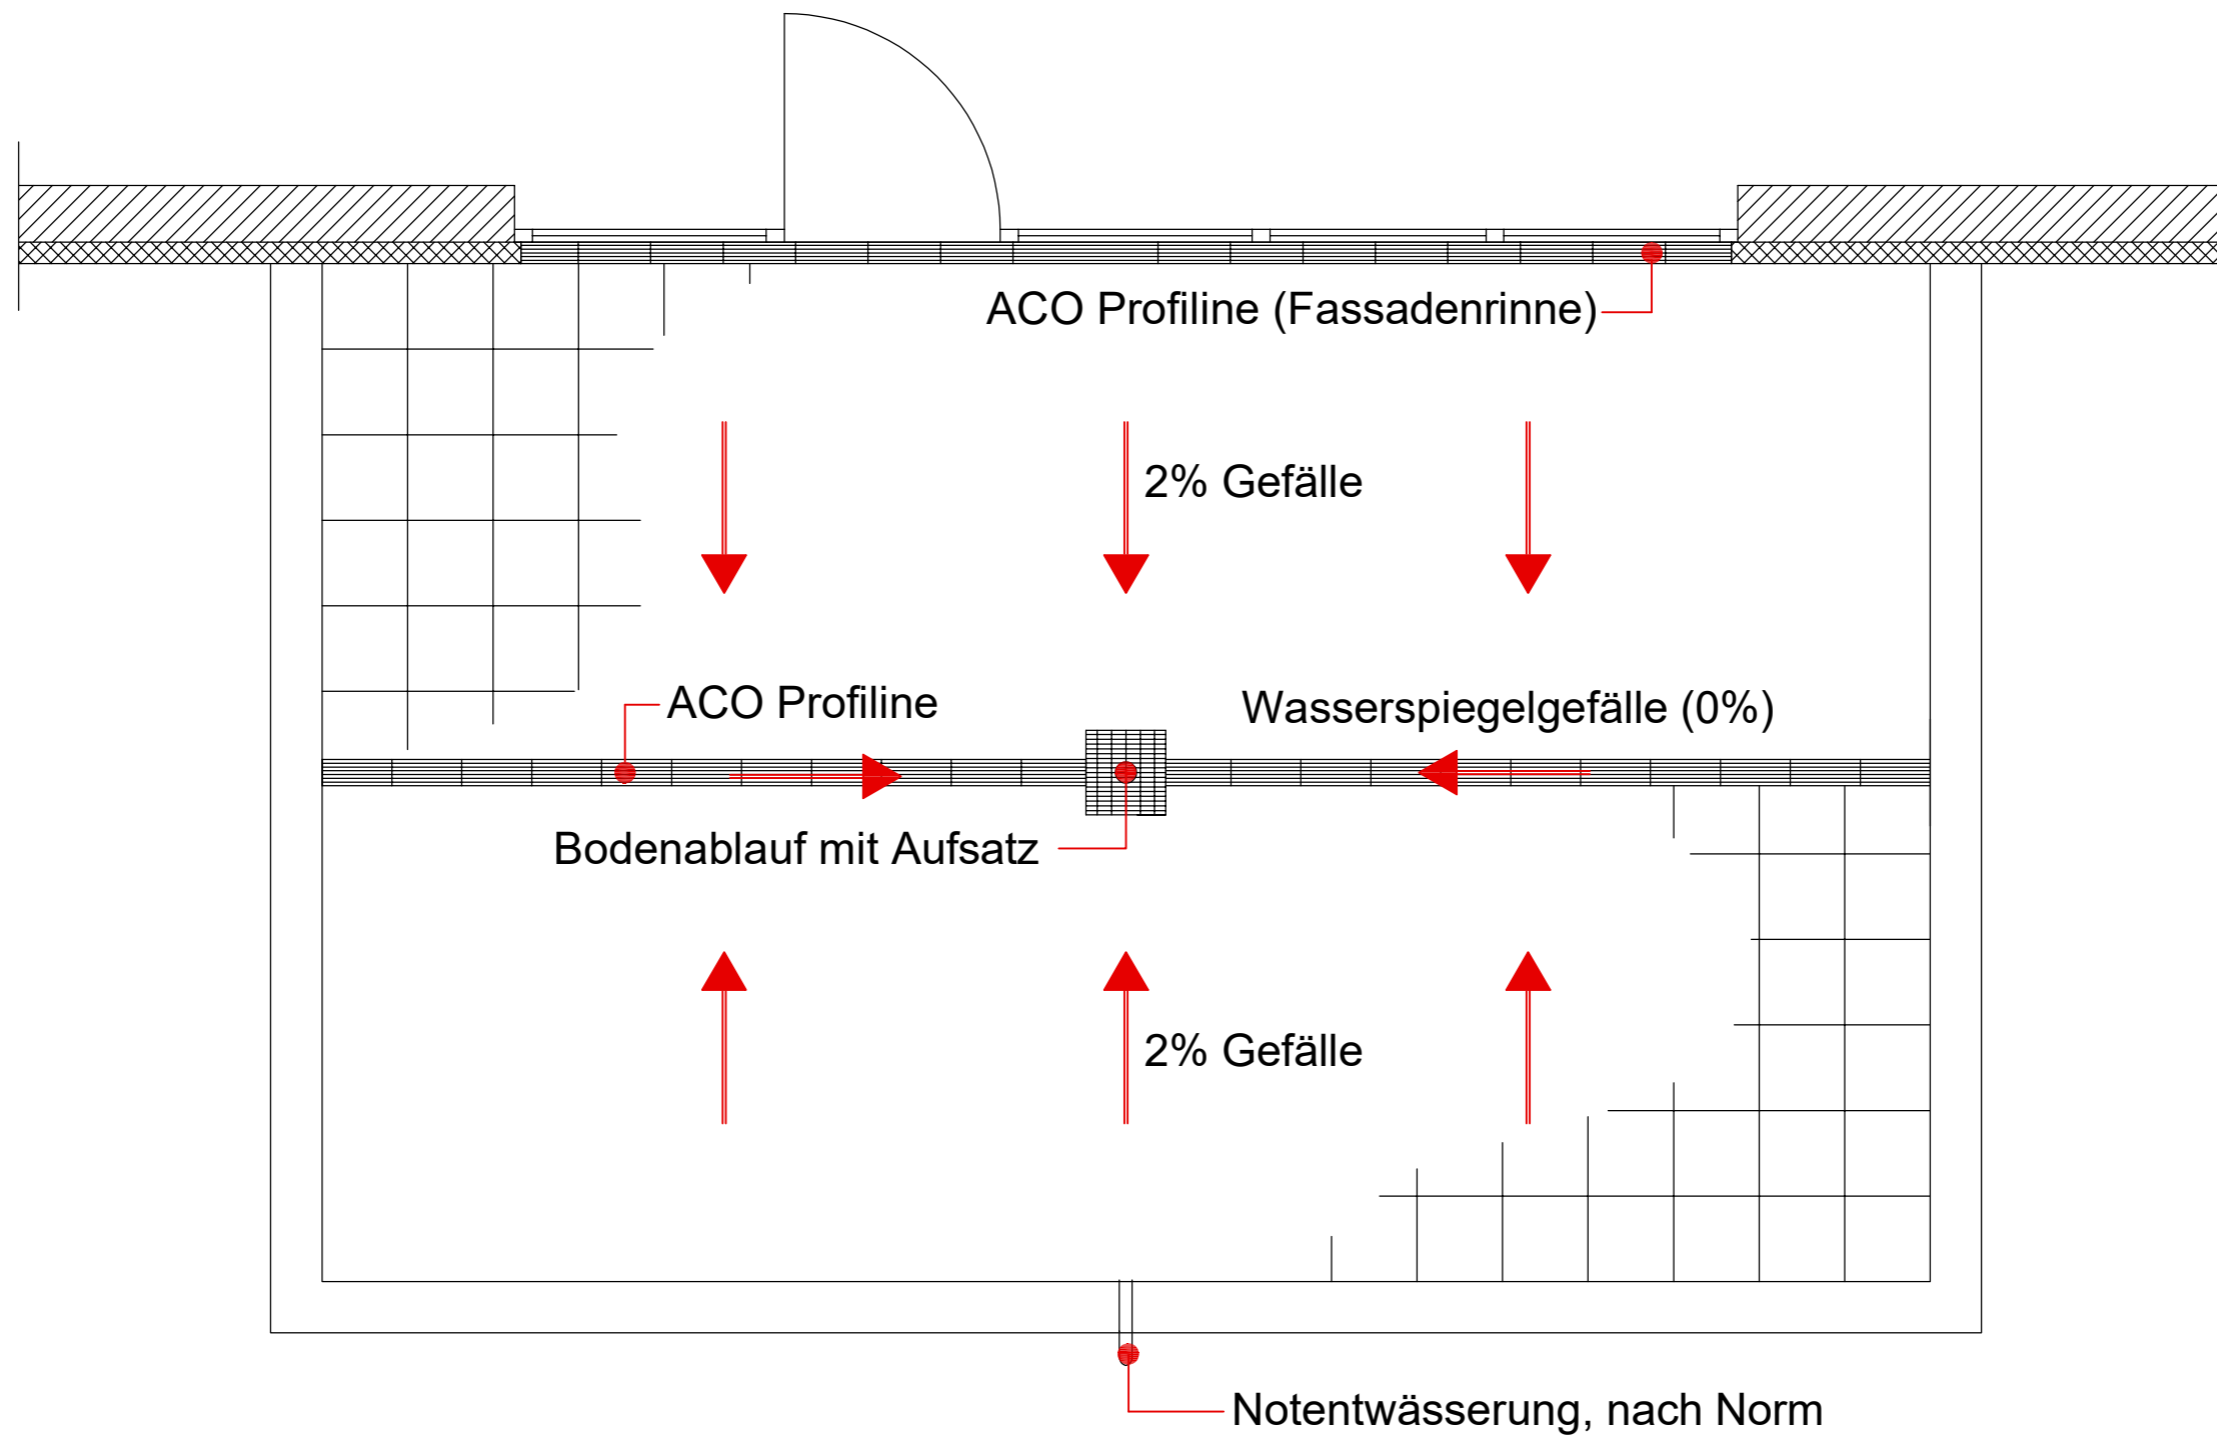 ACO Profiline (Fassadenrinne)
2% Gefälle
ACO Profiline
Wasserspiegelgefälle (0%)
Bodenablauf mit Aufsatz
2% Gefälle
Notentwässerung, nach Norm